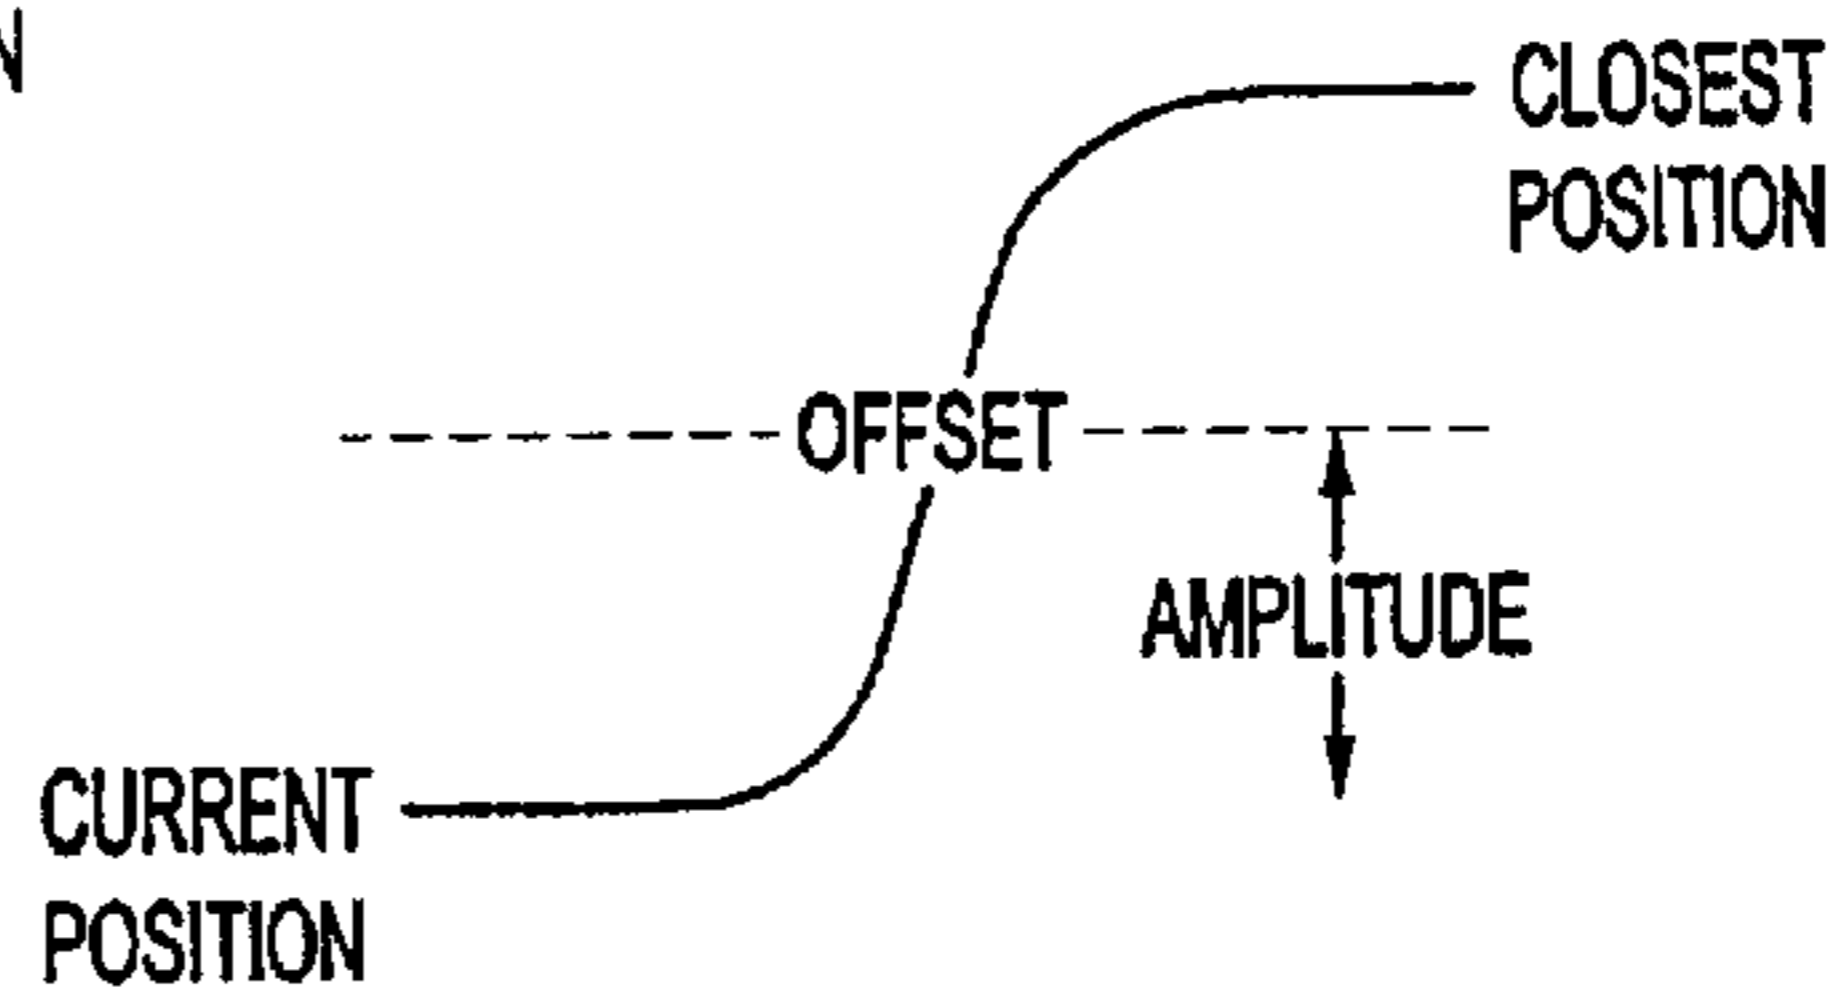 N
CLOSEST
POSITION
OFFSET
AMPLITUDE
CURRENT
POSITION